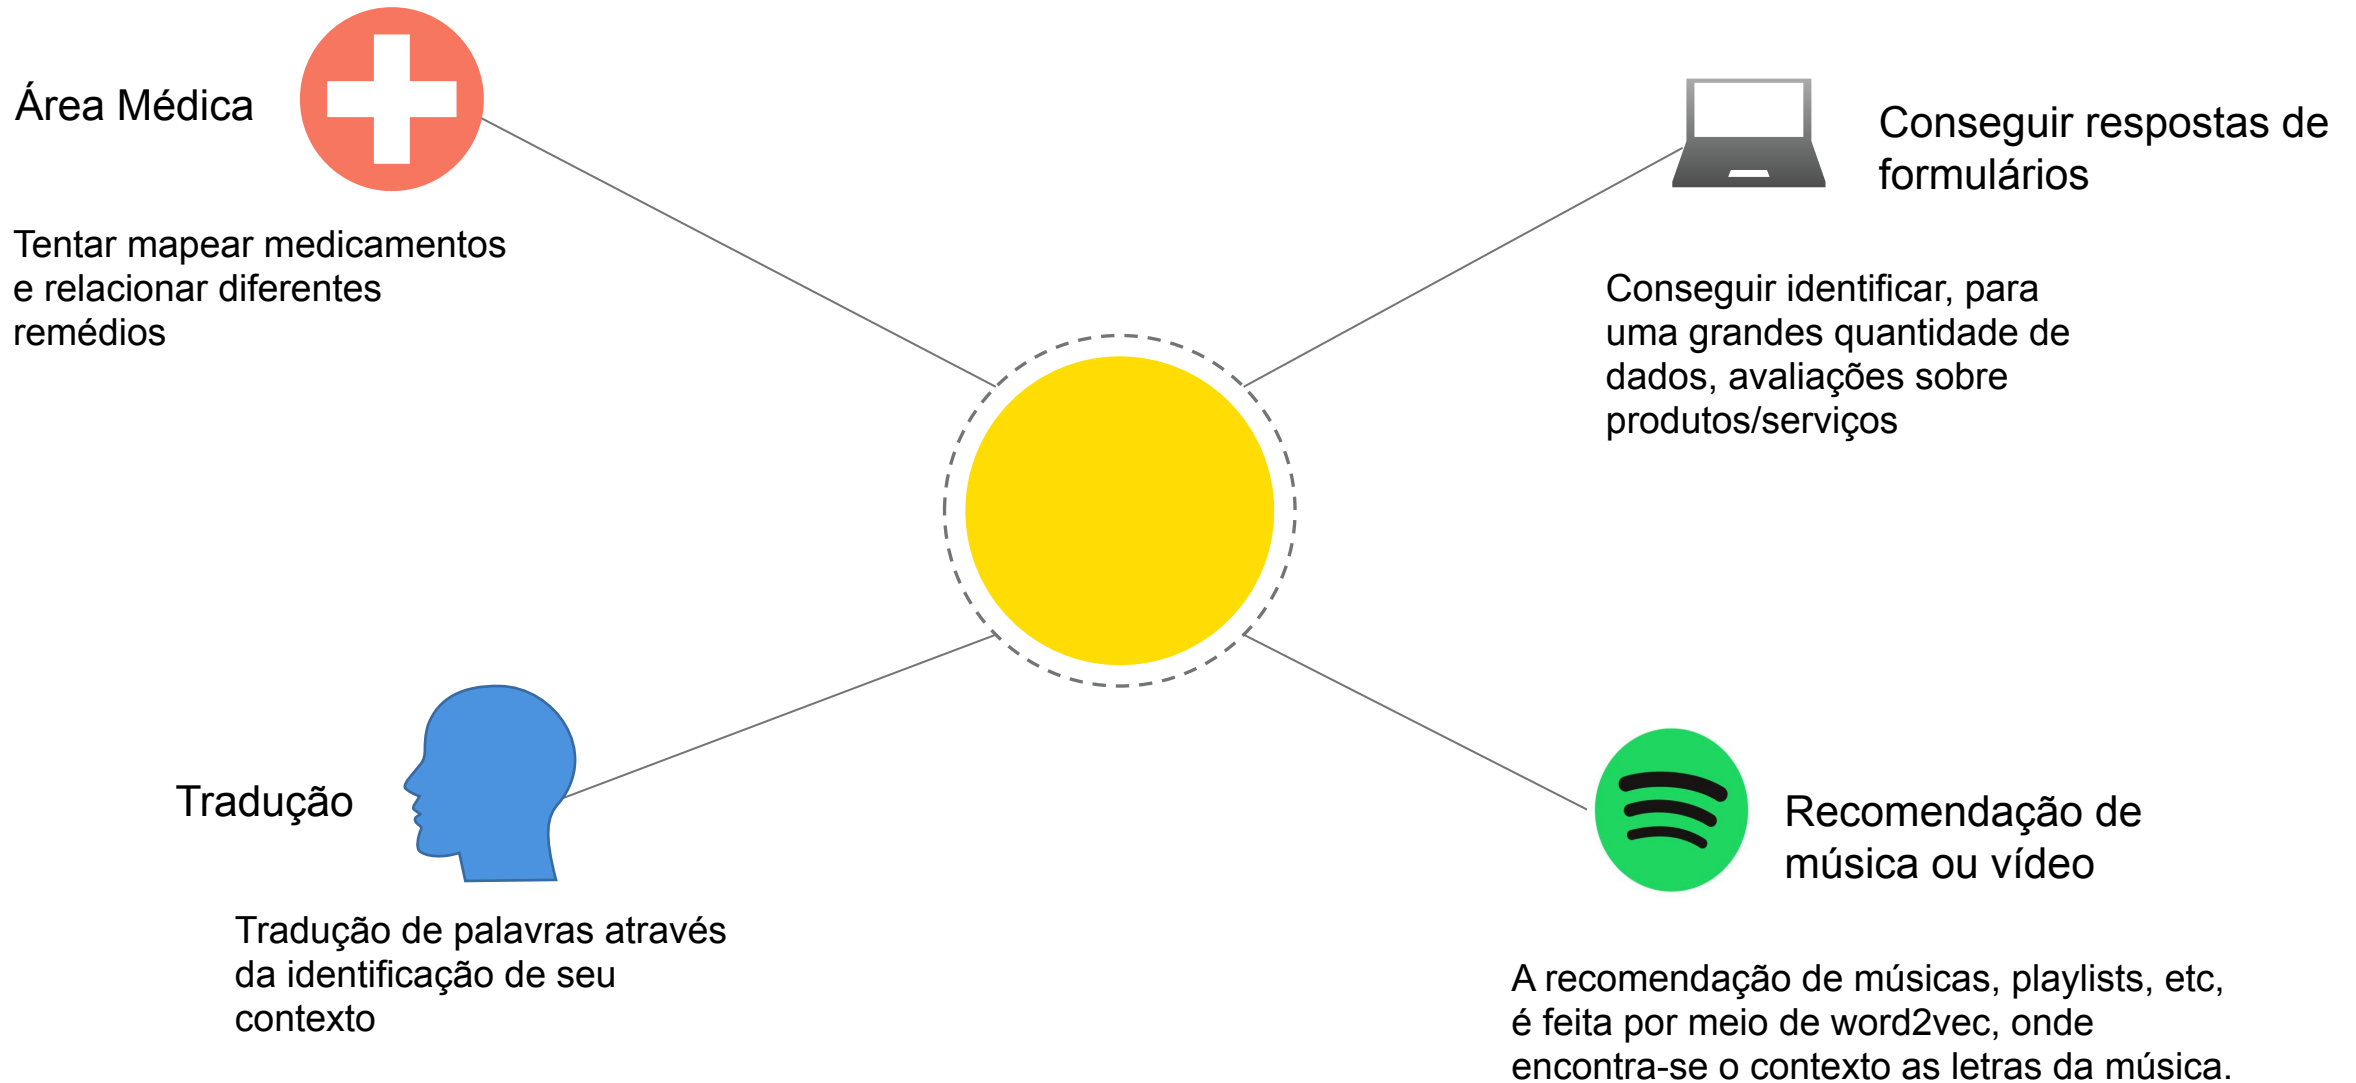 Área Médica
Tentar mapear medicamentos
e relacionar diferentes
remédios
Conseguir respostas de
formulários
Conseguir identificar, para
uma grandes quantidade de
dados, avaliações sobre
produtos/serviços
Tradução
Tradução de palavras através
da identificação de seu
contexto
Recomendação de
música ou vídeo
A recomendação de músicas, playlists, etc,
é feita por meio de word2vec, onde
encontra-se o contexto as letras da música.